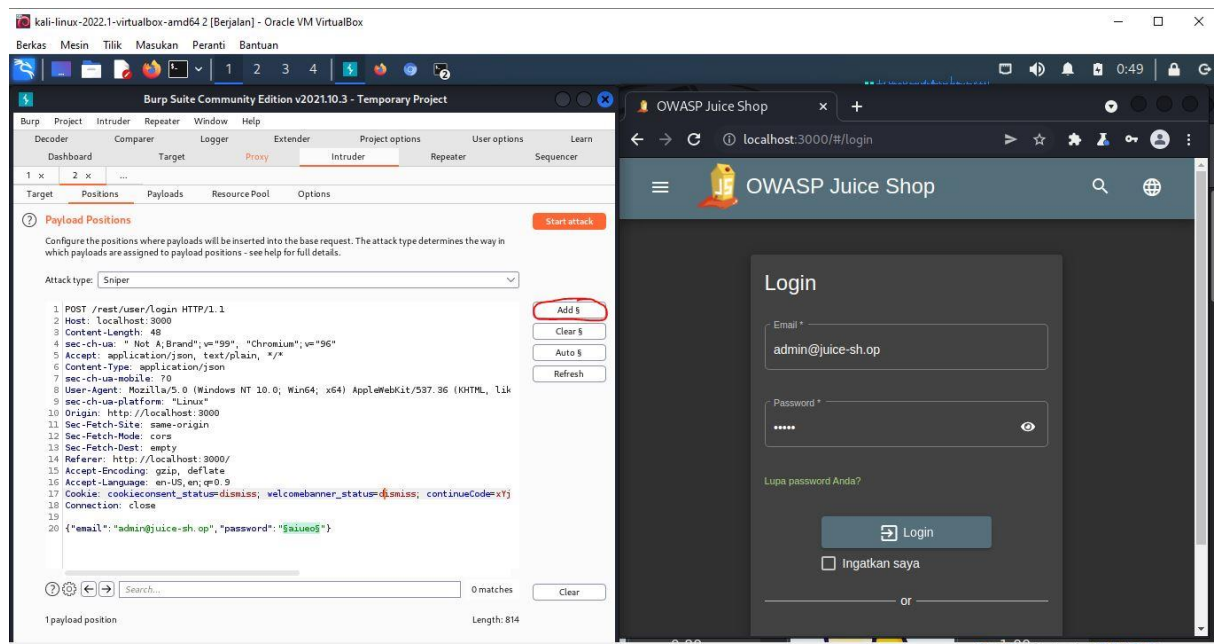 kali-linux-2022.1-virtualbox-amd64 2 [Berjalan] - Oracle VM VirtualBox
Berkas Mesin Tilik Masukan Peranti Bantuan
1 2 3 4
2
0:49
Burp Suite Community Edition v2021.10.3 - Temporary Project
Burp Project Intruder Repeater Window Help
Decoder Comparer Logger Extender Project options User options Learn
Dashboard Target Proxy Intruder Repeater Sequencer
1 × 2 × ...
Target Positions Payloads Resource Pool Options
? Payload Positions
Start attack
Configure the positions where payloads will be inserted into the base request. The attack type determines the way in
which payloads are assigned to payload positions - see help for full details.
Attack type: Sniper
Add §
Clear §
Auto §
Refresh
1 POST /rest/user/login HTTP/1.1
2 Host: localhost:3000
3 Content-Length: 48
4 sec-ch-ua: " Not A;Brand";v="99", "Chromium";v="96"
5 Accept: application/json, text/plain, */*
6 Content-Type: application/json
7 sec-ch-ua-mobile: ?0
8 User-Agent: Mozilla/5.0 (Windows NT 10.0; Win64; x64) AppleWebKit/537.36 (KHTML, lik
9 sec-ch-ua-platform: "Linux"
10 Origin: http://localhost:3000
11 Sec-Fetch-Site: same-origin
12 Sec-Fetch-Mode: cors
13 Sec-Fetch-Dest: empty
14 Referer: http://localhost:3000/
15 Accept-Encoding: gzip, deflate
16 Accept-Language: en-US,en;q=0.9
17 Cookie: cookieconsent_status=dismiss; welcomebanner_status=dismiss; continueCode=xYj
18 Connection: close
19
20 {"email":"admin@juice-sh.op","password":"§aiueo§"}
? Search... 0 matches Clear
1 payload position Length: 814
OWASP Juice Shop × +
localhost:3000/#/login
OWASP Juice Shop
Login
Email *
admin@juice-sh.op
Password *
•••••
Lupa password Anda?
Login
Ingatkan saya
or